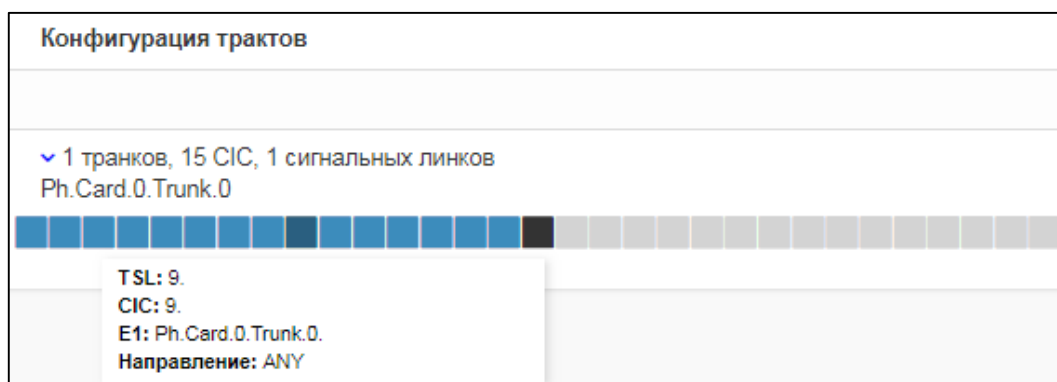 Конфигурация трактов
1 транков, 15 CIC, 1 сигнальных линков
Ph.Card.0.Trunk.0
TSL: 9.
CIC: 9.
E1: Ph.Card.0.Trunk.0.
Направление: ANY